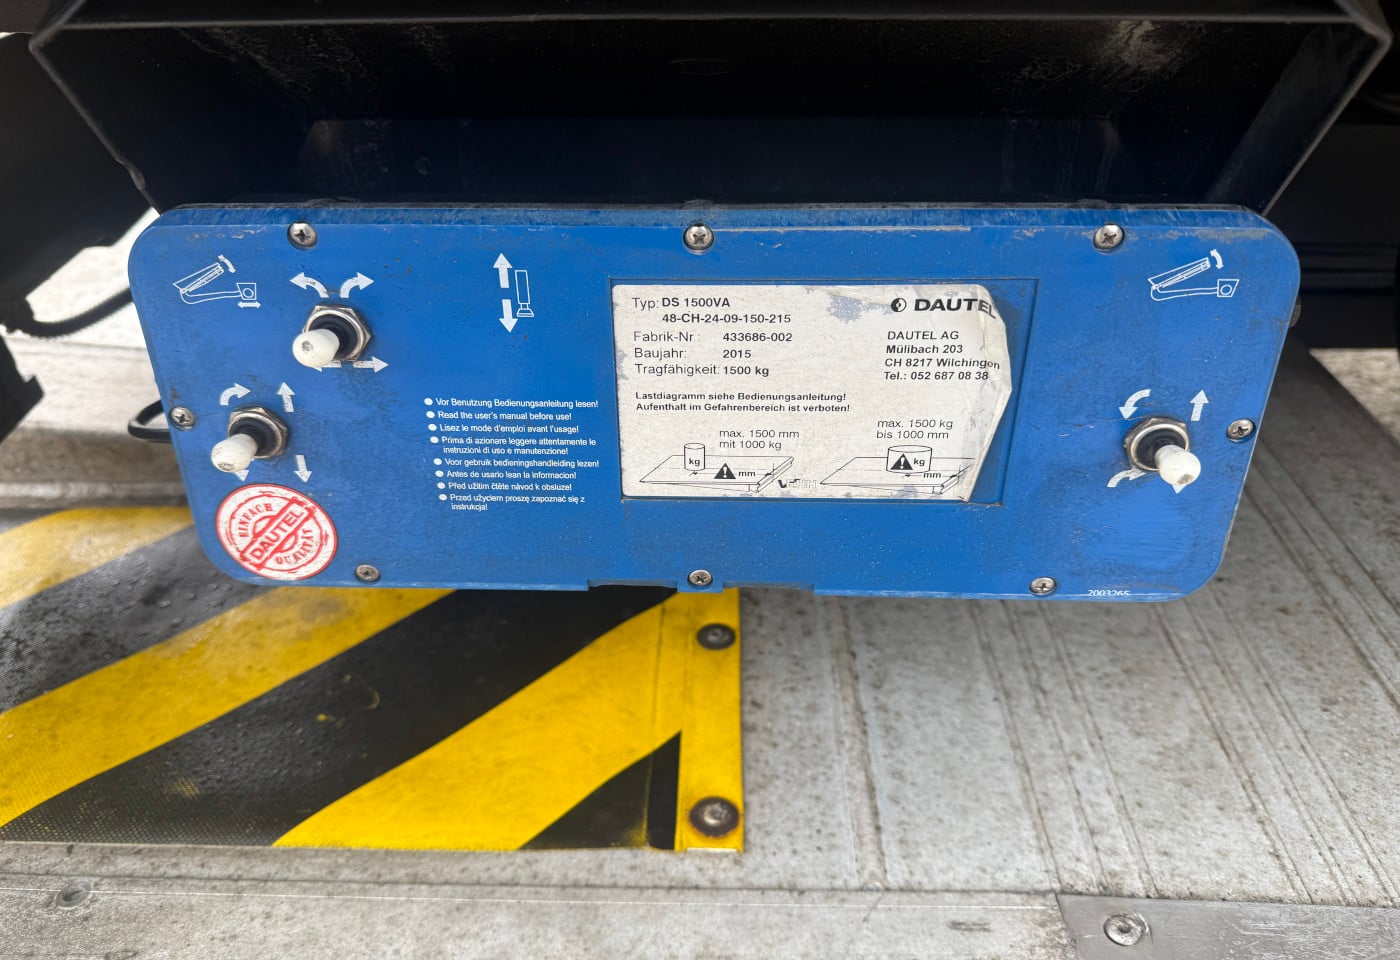 Typ: DS 1500VA
48-CH-24-09-150-215
Fabrik-Nr: 433686-002
Baujahr: 2015
Tragfähigkeit: 1500 kg
DAUTEL
DAUTEL AG
Mülibach 203
CH 8217 Wilchingen
Tel.: 052 687 08 38
Lastdiagramm siehe Bedienungsanleitung!
Aufenthalt im Gefahrenbereich ist verboten!
max. 1500 mm
mit 1000 kg
kg
mm
max. 1500 kg
bis 1000 mm
kg
mm
Vor Benutzung Bedienungsanleitung lesen!
Read the user's manual before use!
Lisez le mode d'emploi avant l'usage!
Prima di azionare leggere attentamente le
instruzioni di uso e manutenzione!
Voor gebruik bedieningshandleiding lezen!
Antes de usario lean la informacion!
Před užitim čtěte návod k obsluze!
Przed użyciem proszę zapoznać się z
instrukcją!
EINFACH
DAUTEL
QUALITÄT
2003265